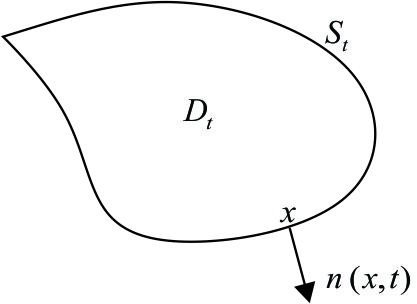 S_t
D_t
x
n (x, t)